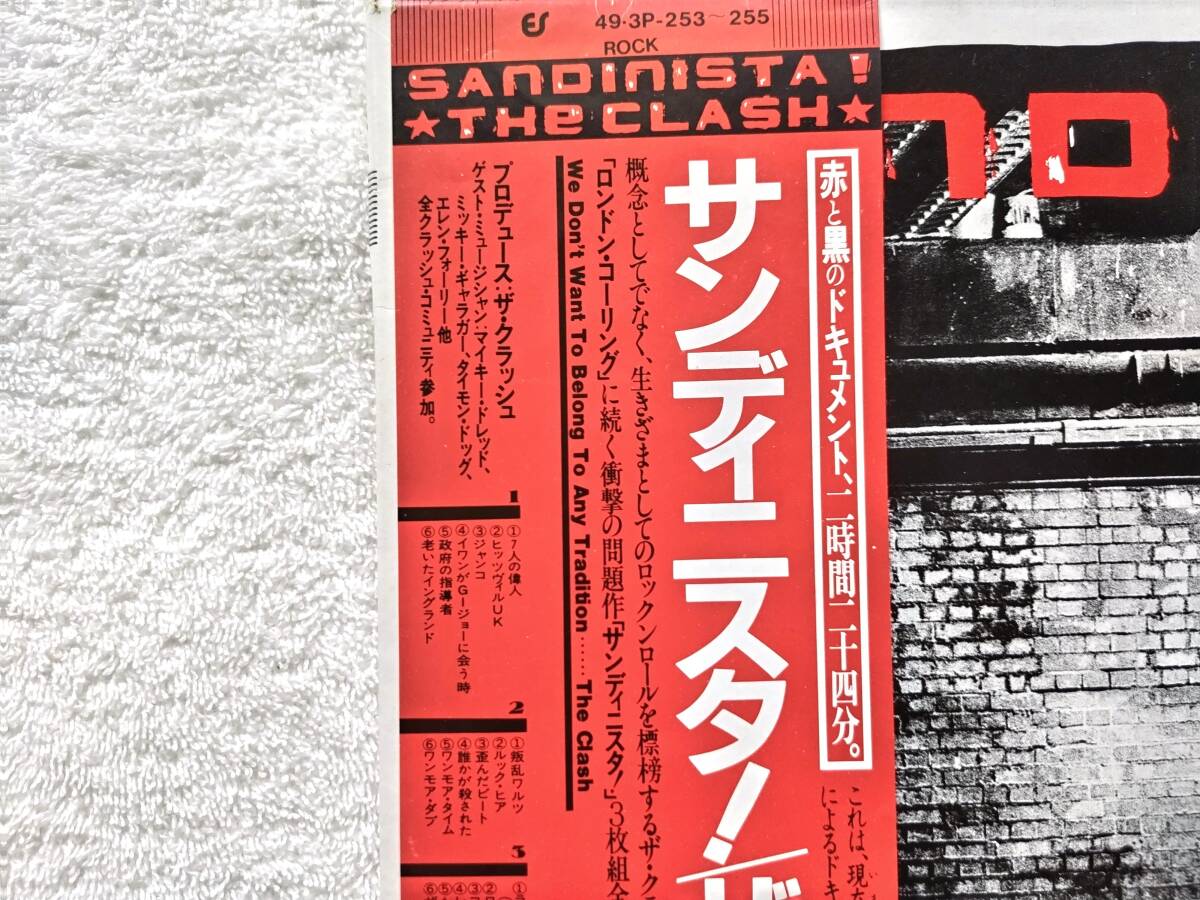 ES 49・3P-253~255
ROCK
SANDINISTA!
★THE CLASH★
赤と黒のドキュメント、二時間二十四分。
これは、現
によるドキ
サンディニスタ!/ザ
概念としてでなく、生きざまとしてのロックンロールを標榜するザ・ク
「ロンドン・コーリング」に続く衝撃の問題作「サンディニスタ!」3枚組全
We Don't Want To Belong To Any Tradition……The Clash
プロデュース:ザ・クラッシュ
ゲスト・ミュージシャン:マイキー・ドレッド、
ミッキー・ギャラガー、タイモン・ドッグ、
エレン・フォーリー他
全クラッシュ・コミュニティ参加。
1
①7人の偉人
②ヒッツヴィルUK
③ジャンコ
④イワンがG-ジョーに会う時
⑤政府の指導者
⑥老いたイングランド
2
①叛乱ワルツ
②ルック・ヒア
③歪んだビート
④誰かが殺された
⑤ワンモア・タイム
⑥ワンモア・ダブ
3
ND